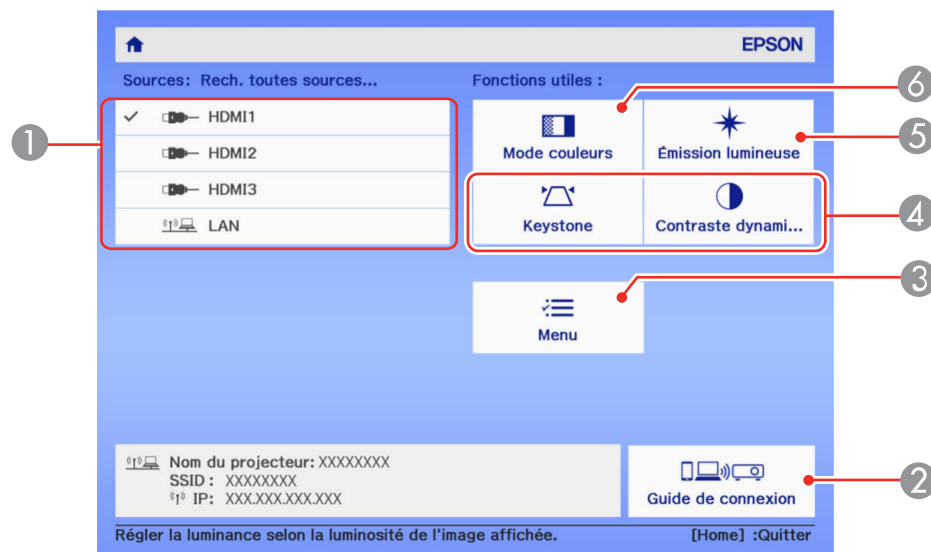 EPSON
Sources: Rech. toutes sources...
Fonctions utiles :
HDMI1
HDMI2
HDMI3
LAN
Mode couleurs
Émission lumineuse
Keystone
Contraste dynami...
Menu
Nom du projecteur: XXXXXXXX
SSID : XXXXXXXX
IP: XXX.XXX.XXX.XXX
Guide de connexion
Régler la luminance selon la luminosité de l'image affichée.
[Home] :Quitter
1
6
5
4
3
2